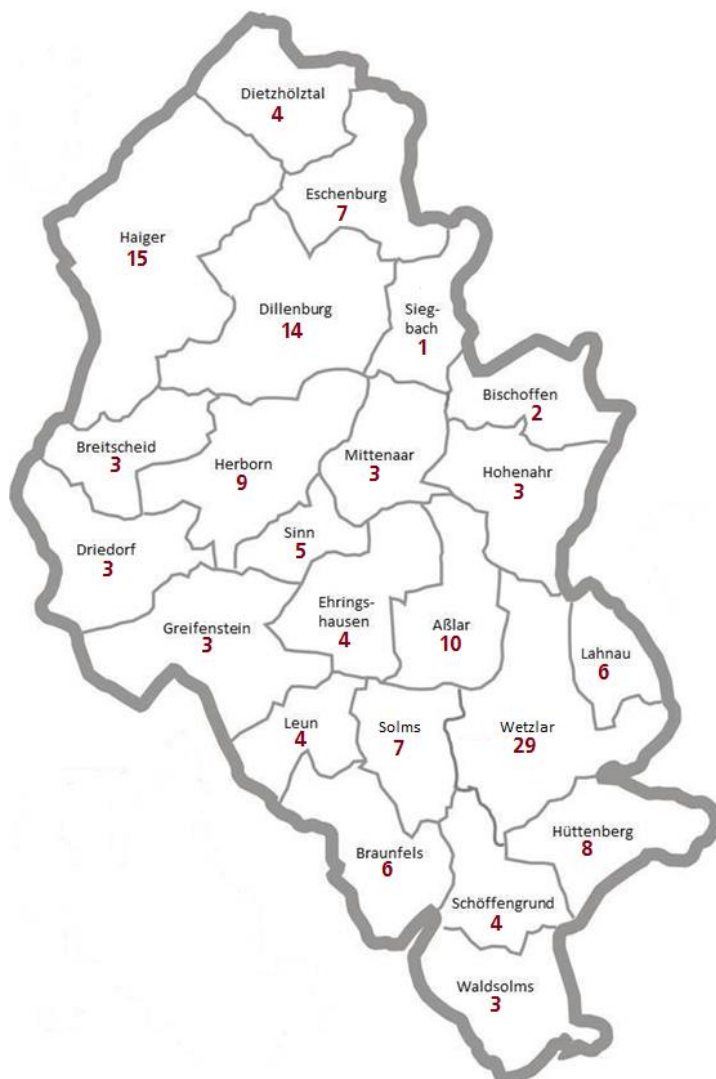 Dietzhölztal
4
Eschenburg
7
Haiger
15
Dillenburg
14
Sieg-
bach
1
Bischoffen
2
Breitscheid
3
Herborn
9
Mittenaar
3
Hohenahr
3
Driedorf
3
Sinn
5
Greifenstein
3
Ehrings-
hausen
4
Aßlar
10
Lahnau
6
Leun
4
Solms
7
Wetzlar
29
Hüttenberg
8
Braunfels
6
Schöffengrund
4
Waldsolms
3